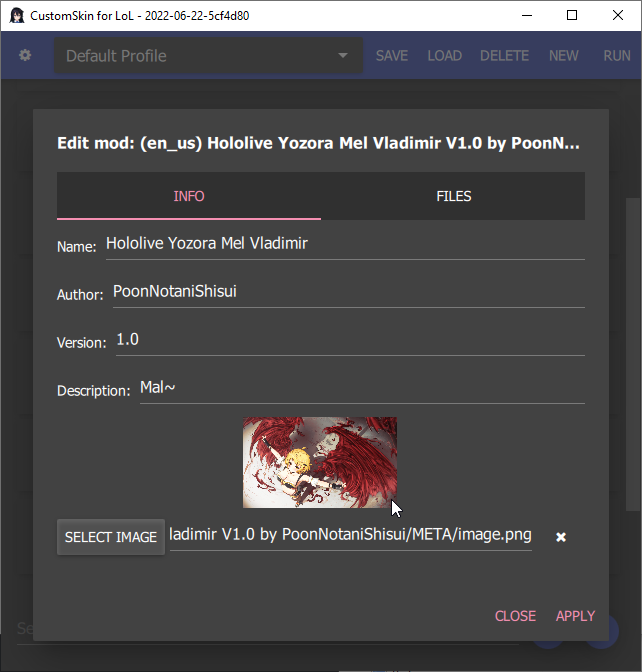 CustomSkin for LoL - 2022-06-22-5cf4d80
Default Profile
SAVE
LOAD
DELETE
NEW
RUN
Edit mod: (en_us) Hololive Yozora Mel Vladimir V1.0 by PoonN...
INFO
FILES
Name: Hololive Yozora Mel Vladimir
Author: PoonNotaniShisui
Version: 1.0
Description: Mal~
SELECT IMAGE
ladimir V1.0 by PoonNotaniShisui/META/image.png
CLOSE
APPLY